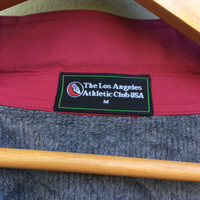 The Los Angeles
Athletic Club USA
M